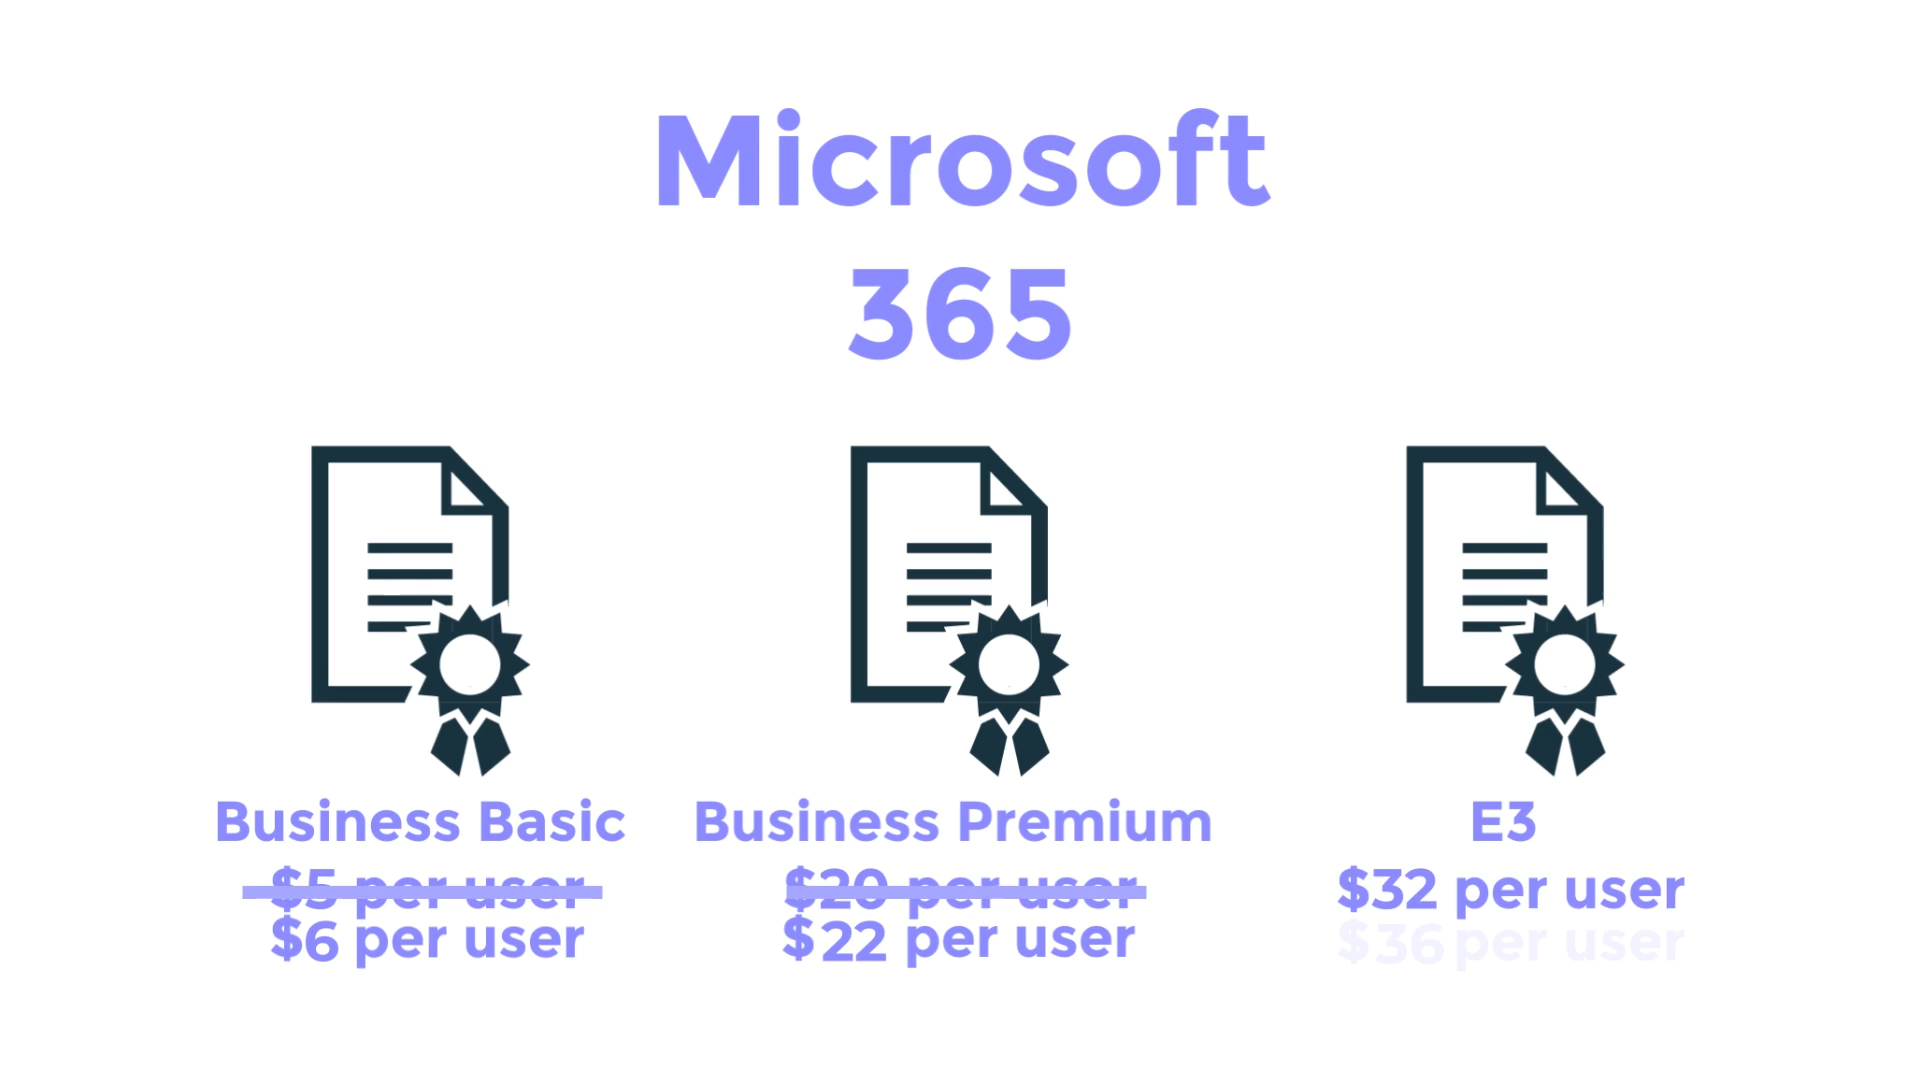 Microsoft
365
Business Basic
$5 per user
$6 per user
Business Premium
$20 per user
$22 per user
E3
$32 per user
$36 per user